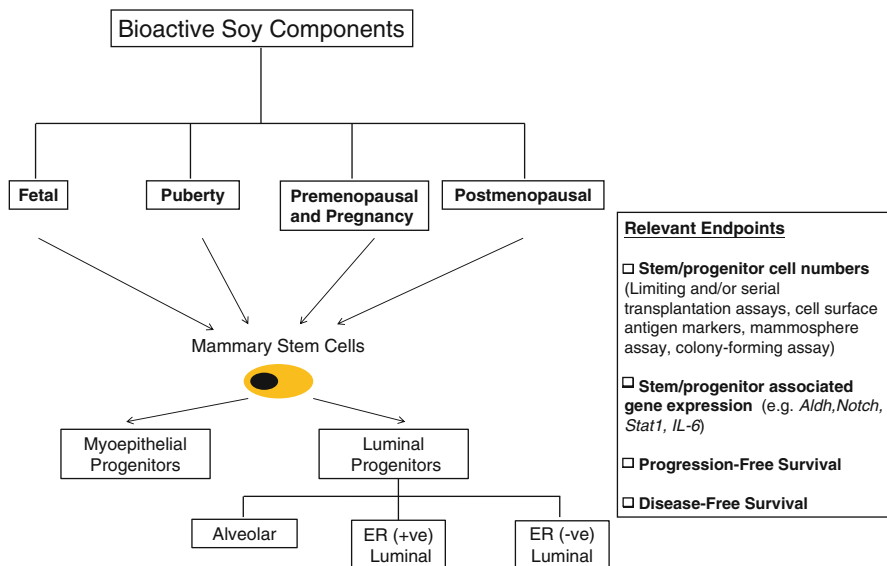 Bioactive Soy Components
Fetal
Puberty
Premenopausal
and Pregnancy
Postmenopausal
Mammary Stem Cells
Myoepithelial
Progenitors
Luminal
Progenitors
Alveolar
ER (+ve)
Luminal
ER (-ve)
Luminal
Relevant Endpoints
□ Stem/progenitor cell numbers
(Limiting and/or serial
transplantation assays, cell surface
antigen markers, mammosphere
assay, colony-forming assay)
□ Stem/progenitor associated
gene expression (e.g. Aldh,Notch,
Stat1, IL-6)
□ Progression-Free Survival
□ Disease-Free Survival